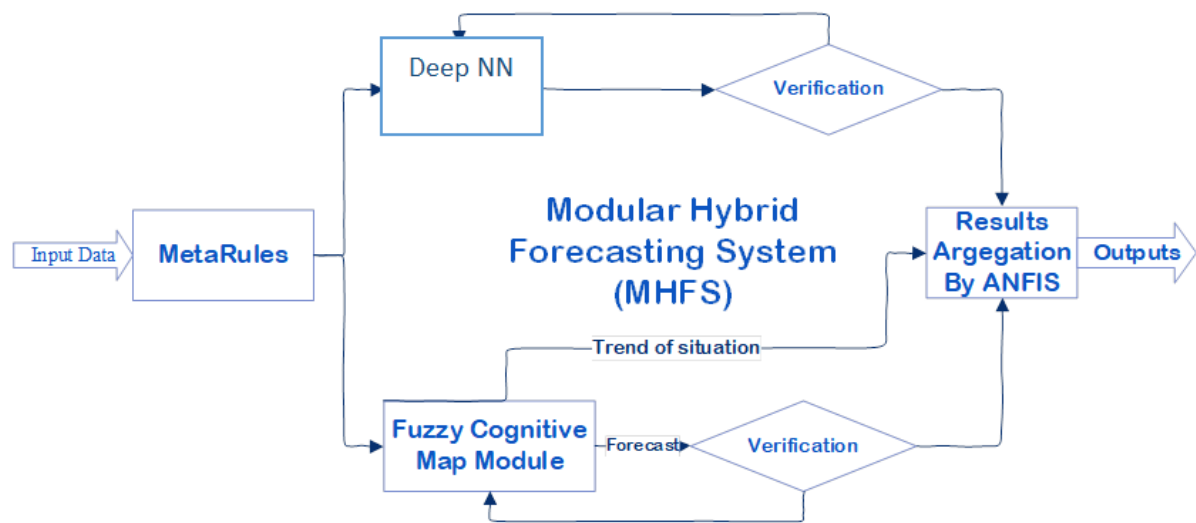 Deep NN
Verification
Modular Hybrid
Forecasting System
(MHFS)
Input Data
MetaRules
Results
Argegation
By ANFIS
Outputs
Trend of situation
Fuzzy Cognitive
Map Module
Forecast
Verification